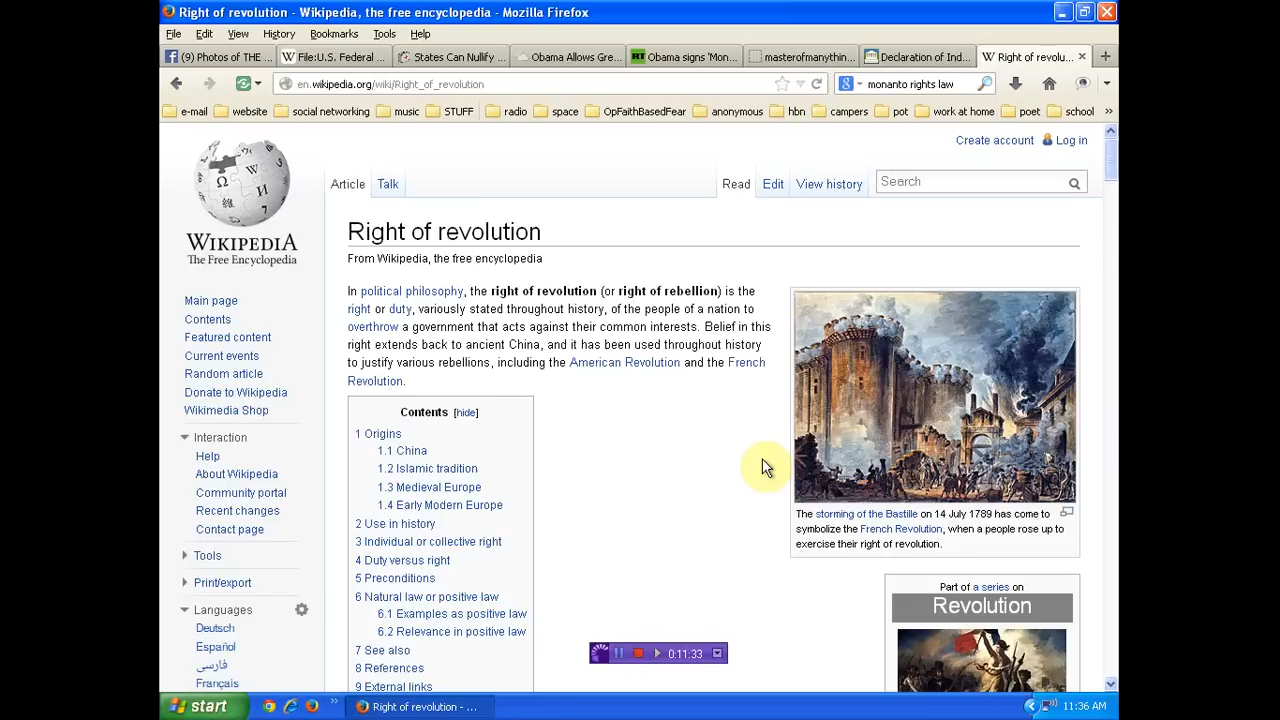 Right of revolution - Wikipedia, the free encyclopedia - Mozilla Firefox
File Edit View History Bookmarks Tools Help
(9) Photos of THE ... File:U.S. Federal ... States Can Nullify ... Obama Allows Gre... Obama signs 'Mon... masterofmanythin... Declaration of Ind... Right of revolu...
en.wikipedia.org/wiki/Right_of_revolution monanto rights law
e-mail website social networking music STUFF radio space OpFaithBasedFear anonymous hbn campers pot work at home poet school »
Create account Log in
Article Talk Read Edit View history Search
WIKIPEDIA
The Free Encyclopedia
Main page
Contents
Featured content
Current events
Random article
Donate to Wikipedia
Wikimedia Shop
Interaction
Help
About Wikipedia
Community portal
Recent changes
Contact page
Tools
Print/export
Languages
Deutsch
Español
فارسی
Français
Right of revolution
From Wikipedia, the free encyclopedia
In political philosophy, the right of revolution (or right of rebellion) is the
right or duty, variously stated throughout history, of the people of a nation to
overthrow a government that acts against their common interests. Belief in this
right extends back to ancient China, and it has been used throughout history
to justify various rebellions, including the American Revolution and the French
Revolution.
Contents [hide]
1 Origins
1.1 China
1.2 Islamic tradition
1.3 Medieval Europe
1.4 Early Modern Europe
2 Use in history
3 Individual or collective right
4 Duty versus right
5 Preconditions
6 Natural law or positive law
6.1 Examples as positive law
6.2 Relevance in positive law
7 See also
8 References
9 External links
The storming of the Bastille on 14 July 1789 has come to
symbolize the French Revolution, when a people rose up to
exercise their right of revolution.
Part of a series on
Revolution
0:11:33
start Right of revolution - ... 11:36 AM